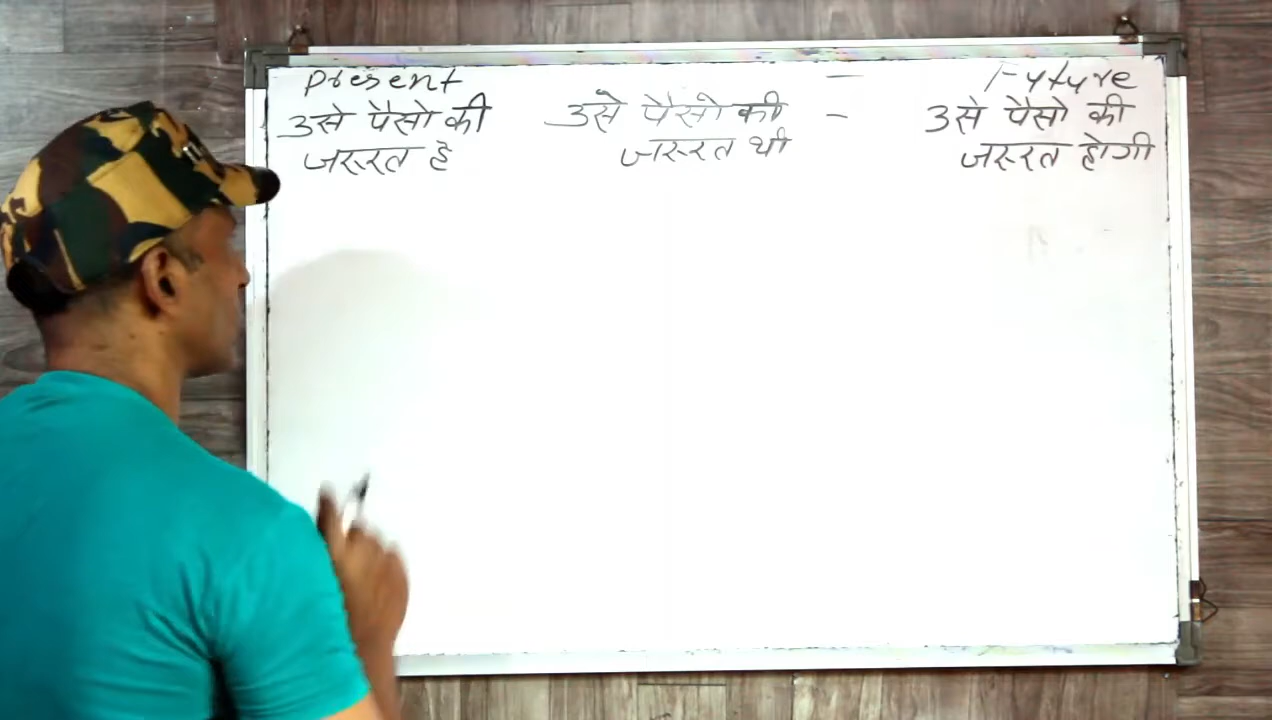 Present
उसे पैसो की
जरूरत है
उसे पैसो की
जरूरत थी
Future
उसे पैसो की
जरूरत होगी